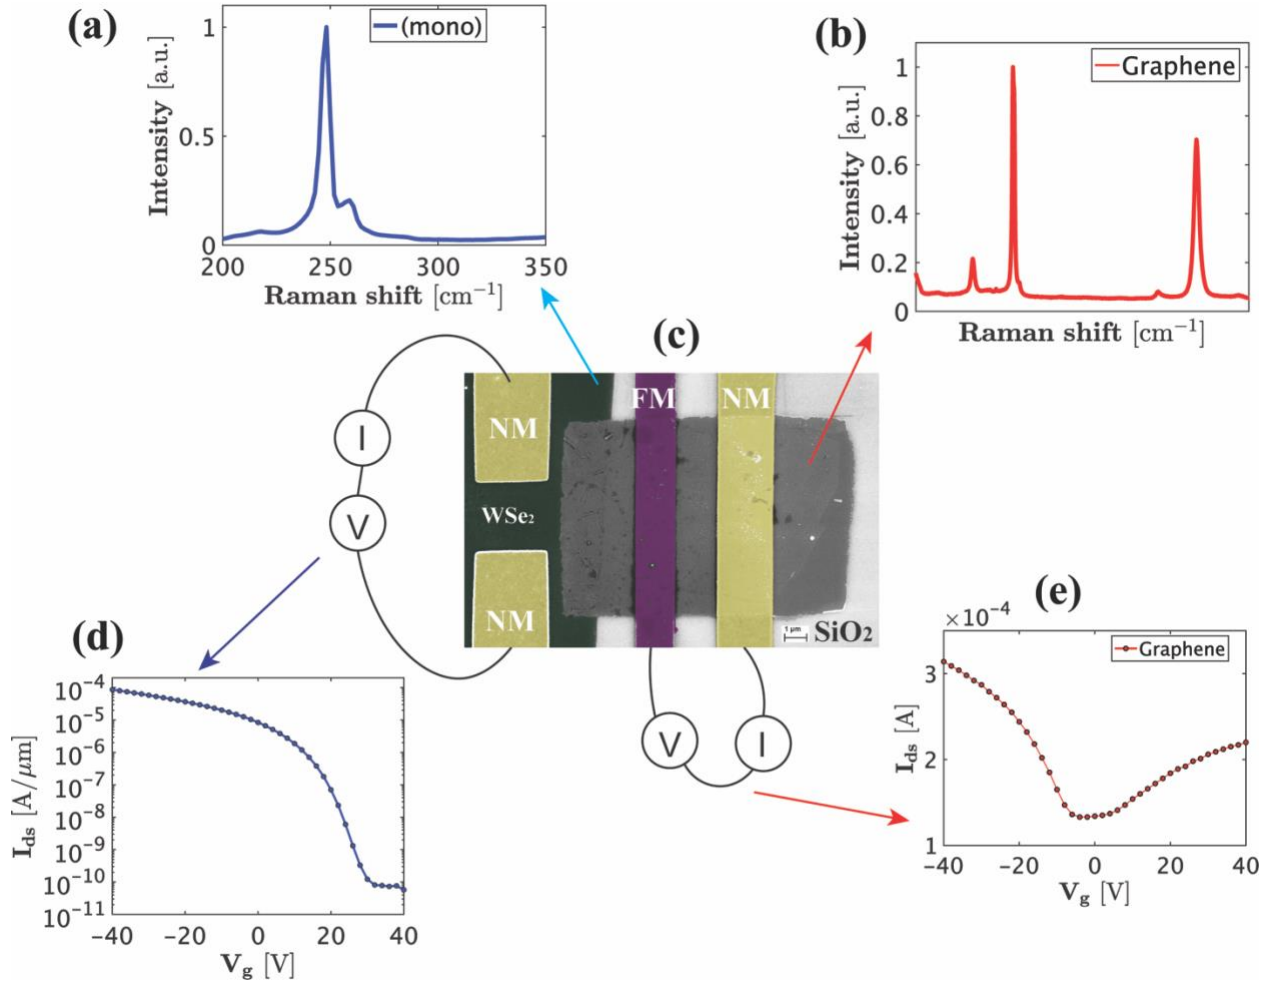 (a)
(mono)
1
0.5
0
Intensity [a.u.]
200 250 300 350
Raman shift [cm⁻¹]
(b)
Graphene
1
0.8
0.6
0.4
0.2
0
Intensity [a.u.]
Raman shift [cm⁻¹]
(c)
FM
NM
NM
WSe₂
NM
1 µm
SiO₂
I
V
V
I
(d)
10⁻⁴
10⁻⁵
10⁻⁶
10⁻⁷
10⁻⁸
10⁻⁹
10⁻¹⁰
10⁻¹¹
I_ds [A/μm]
−40 −20 0 20 40
V_g [V]
(e)
×10⁻⁴
Graphene
3
2
1
I_ds [A]
−40 −20 0 20 40
V_g [V]